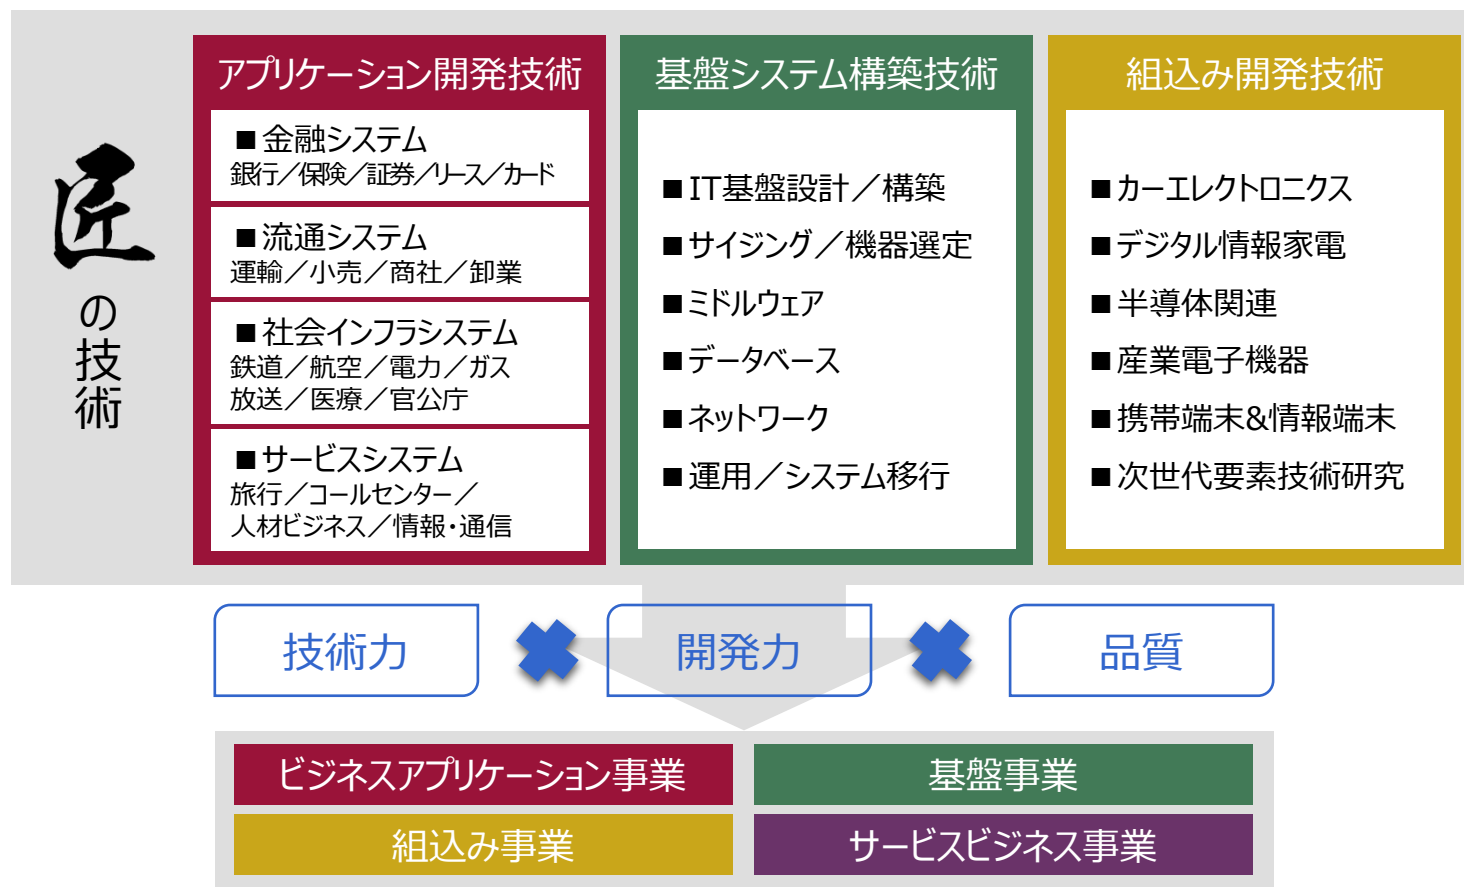 匠
の技術
アプリケーション開発技術
■金融システム
銀行／保険／証券／リース／カード
■流通システム
運輸／小売／商社／卸業
■社会インフラシステム
鉄道／航空／電力／ガス
放送／医療／官公庁
■サービスシステム
旅行／コールセンター／
人材ビジネス／情報・通信
基盤システム構築技術
■IT基盤設計／構築
■サイジング／機器選定
■ミドルウェア
■データベース
■ネットワーク
■運用／システム移行
組込み開発技術
■カーエレクトロニクス
■デジタル情報家電
■半導体関連
■産業電子機器
■携帯端末&情報端末
■次世代要素技術研究
技術力
開発力
品質
ビジネスアプリケーション事業
基盤事業
組込み事業
サービスビジネス事業